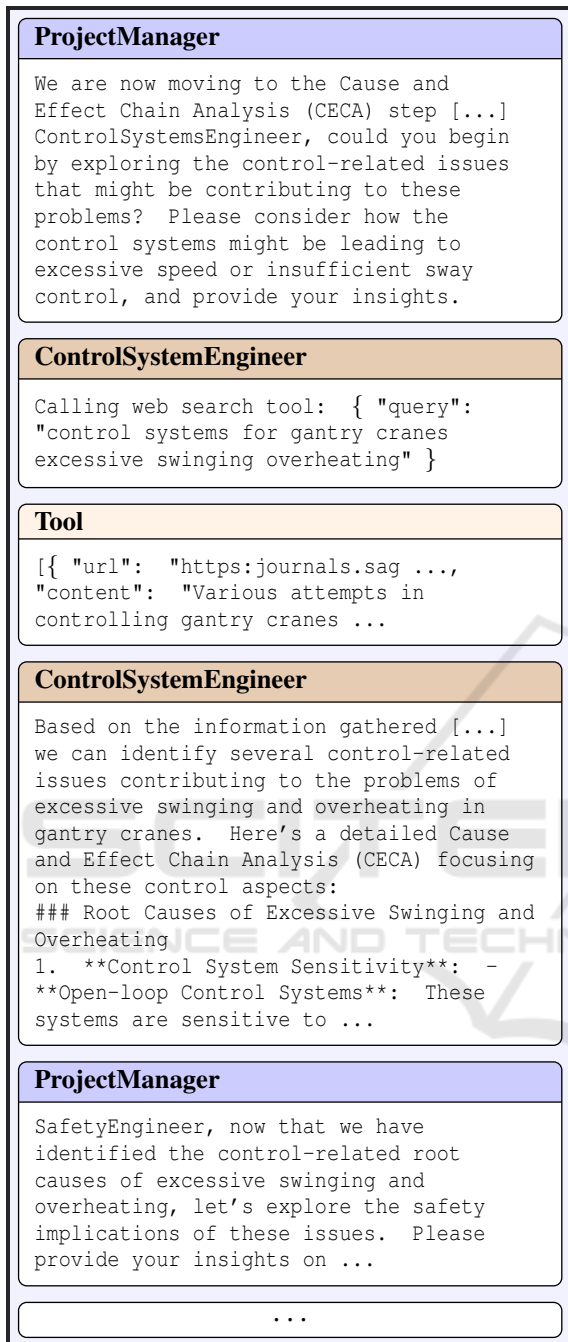 ProjectManager
We are now moving to the Cause and
Effect Chain Analysis (CECA) step [...]
ControlSystemsEngineer, could you begin
by exploring the control-related issues
that might be contributing to these
problems? Please consider how the
control systems might be leading to
excessive speed or insufficient sway
control, and provide your insights.
ControlSystemEngineer
Calling web search tool: { "query":
"control systems for gantry cranes
excessive swinging overheating" }
Tool
[{ "url": "https:journals.sag ...,
"content": "Various attempts in
controlling gantry cranes ...
ControlSystemEngineer
Based on the information gathered [...]
we can identify several control-related
issues contributing to the problems of
excessive swinging and overheating in
gantry cranes. Here's a detailed Cause
and Effect Chain Analysis (CECA) focusing
on these control aspects:
### Root Causes of Excessive Swinging and
Overheating
1. **Control System Sensitivity**: -
**Open-loop Control Systems**: These
systems are sensitive to ...
ProjectManager
SafetyEngineer, now that we have
identified the control-related root
causes of excessive swinging and
overheating, let's explore the safety
implications of these issues. Please
provide your insights on ...
...